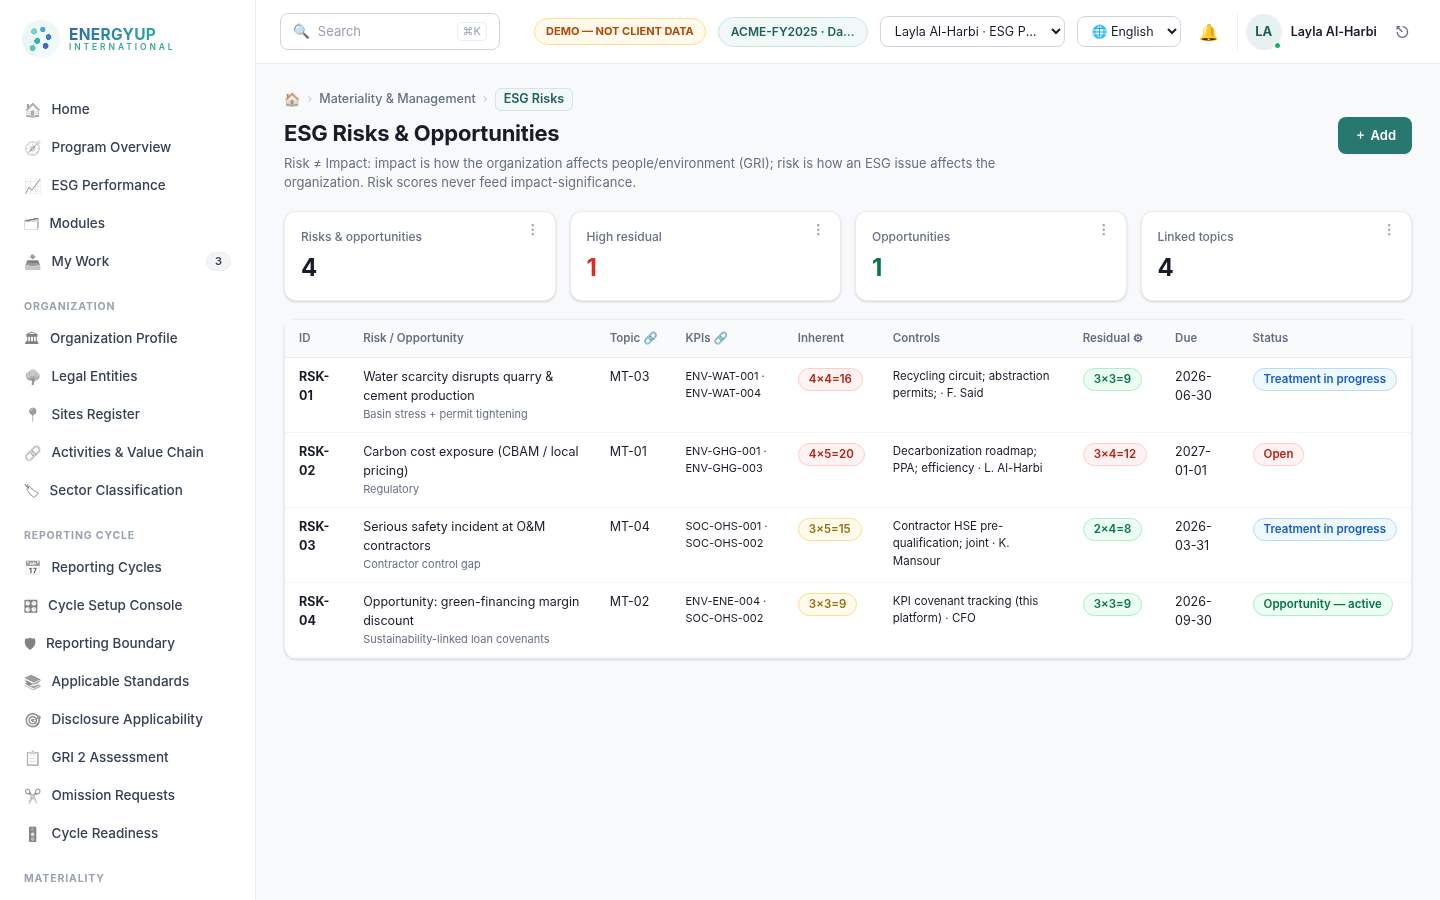 ENERGYUP
INTERNATIONAL
Search
⌘K
DEMO — NOT CLIENT DATA
ACME-FY2025 · Da...
Layla Al-Harbi · ESG P...
English
LA
Layla Al-Harbi
Home
Program Overview
ESG Performance
Modules
My Work
3
ORGANIZATION
Organization Profile
Legal Entities
Sites Register
Activities & Value Chain
Sector Classification
REPORTING CYCLE
Reporting Cycles
Cycle Setup Console
Reporting Boundary
Applicable Standards
Disclosure Applicability
GRI 2 Assessment
Omission Requests
Cycle Readiness
MATERIALITY
› Materiality & Management › ESG Risks
ESG Risks & Opportunities
Risk ≠ Impact: impact is how the organization affects people/environment (GRI); risk is how an ESG issue affects the
organization. Risk scores never feed impact-significance.
+ Add
Risks & opportunities
4
High residual
1
Opportunities
1
Linked topics
4
ID Risk / Opportunity Topic KPIs Inherent Controls Residual Due Status
RSK-
01
Water scarcity disrupts quarry &
cement production
Basin stress + permit tightening
MT-03
ENV-WAT-001 ·
ENV-WAT-004
4×4=16
Recycling circuit; abstraction
permits; · F. Said
3×3=9
2026-
06-30
Treatment in progress
RSK-
02
Carbon cost exposure (CBAM / local
pricing)
Regulatory
MT-01
ENV-GHG-001 ·
ENV-GHG-003
4×5=20
Decarbonization roadmap;
PPA; efficiency · L. Al-Harbi
3×4=12
2027-
01-01
Open
RSK-
03
Serious safety incident at O&M
contractors
Contractor control gap
MT-04
SOC-OHS-001 ·
SOC-OHS-002
3×5=15
Contractor HSE pre-
qualification; joint · K.
Mansour
2×4=8
2026-
03-31
Treatment in progress
RSK-
04
Opportunity: green-financing margin
discount
Sustainability-linked loan covenants
MT-02
ENV-ENE-004 ·
SOC-OHS-002
3×3=9
KPI covenant tracking (this
platform) · CFO
3×3=9
2026-
09-30
Opportunity — active